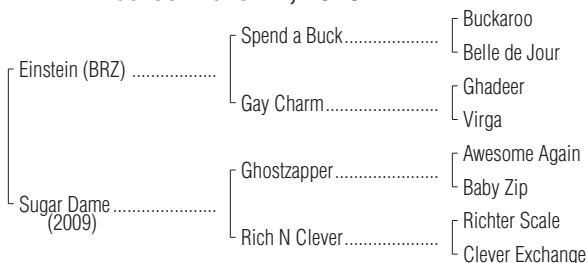 Buckaroo
Spend a Buck
Belle de Jour
Einstein (BRZ)
Ghadeer
Gay Charm
Virga
Awesome Again
Ghostzapper
Baby Zip
Sugar Dame
(2009)
Richter Scale
Rich N Clever
Clever Exchange